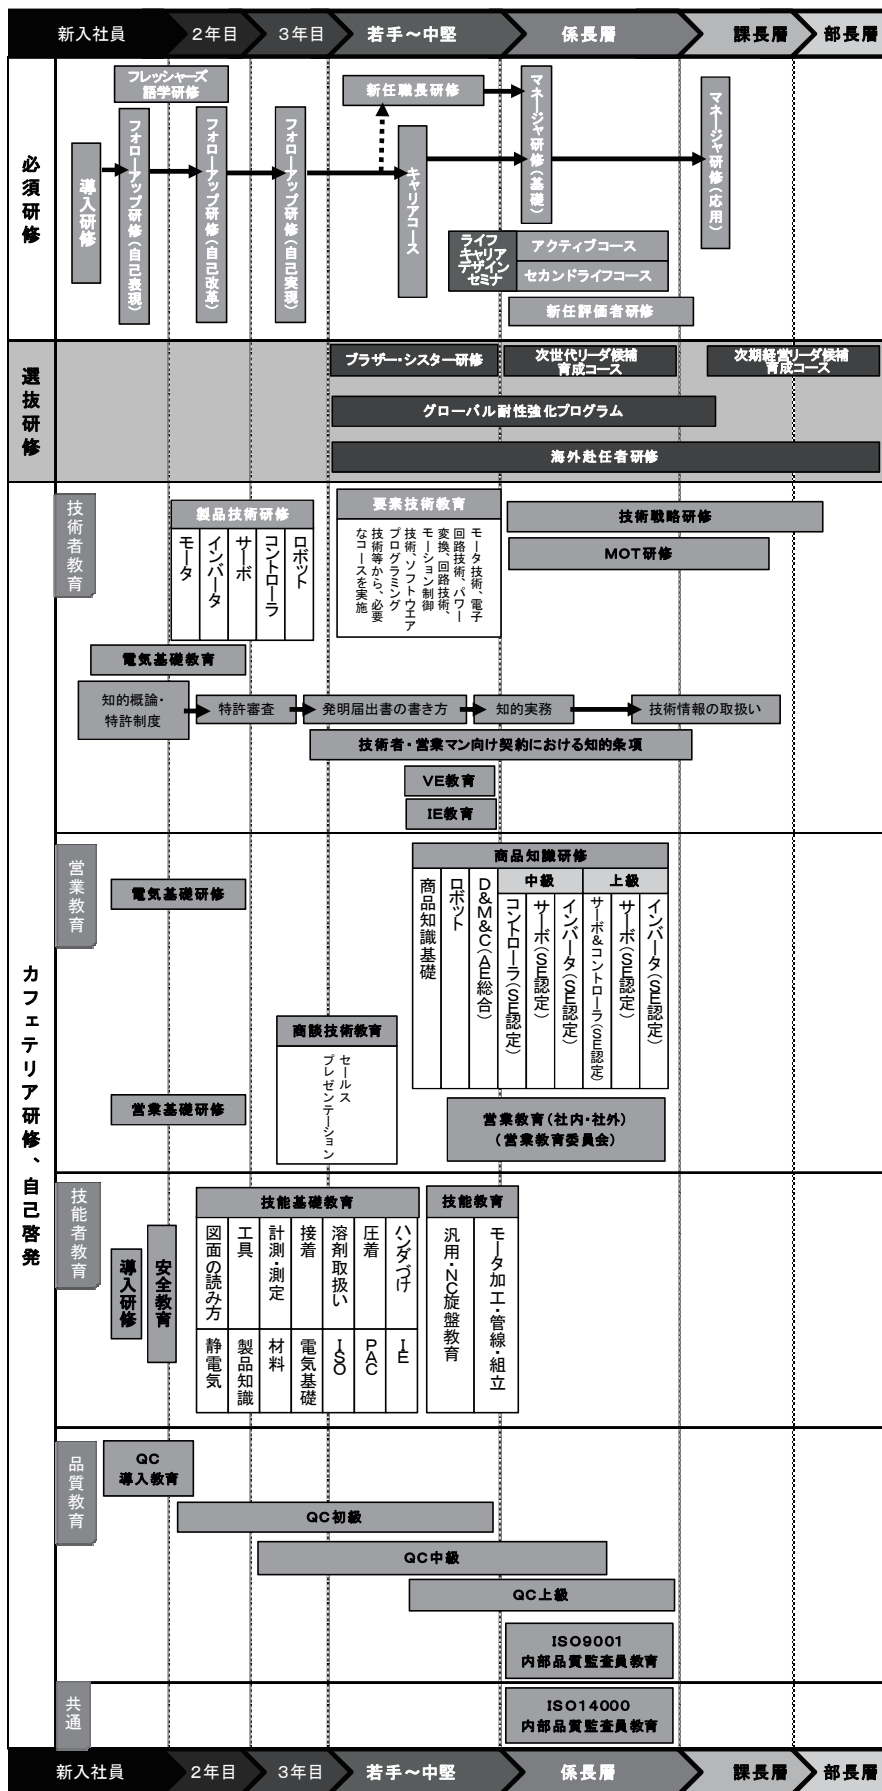 新入社員
2年目
3年目
若手～中堅
係長層
課長層
部長層
必須研修
フレッシャーズ
語学研修
導入研修
フォローアップ研修(自己表現)
フォローアップ研修(自己改革)
フォローアップ研修(自己実現)
新任職長研修
キャリアコース
マネージャ研修(基礎)
マネージャ研修(応用)
ライフ
キャリア
デザイン
セミナ
アクティブコース
セカンドライフコース
新任評価者研修
選抜研修
ブラザー・シスター研修
次世代リーダ候補
育成コース
次期経営リーダ候補
育成コース
グローバル耐性強化プログラム
海外赴任者研修
カフェテリア研修、自己啓発
技術者教育
製品技術研修
モータ
インバータ
サーボ
コントローラ
ロボット
要素技術教育
モータ技術、電子
回路技術、パワー
変換、回路技術、
モーション制御
技術、ソフトウエア
プログラミング
技術等から、必要
なコースを実施
技術戦略研修
MOT研修
電気基礎教育
知的概論・
特許制度
特許審査
発明届出書の書き方
知的実務
技術情報の取扱い
技術者・営業マン向け契約における知的条項
VE教育
IE教育
営業教育
電気基礎研修
商品知識研修
商品知識基礎
ロボット
D&M&C(AE総合)
中級
コントローラ(SE認定)
サーボ(SE認定)
インバータ(SE認定)
上級
サーボ&コントローラ(SE認定)
サーボ(SE認定)
インバータ(SE認定)
商談技術教育
セールス
プレゼンテーション
営業基礎研修
営業教育(社内・社外)
(営業教育委員会)
技能者教育
導入研修
安全教育
技能基礎教育
図面の読み方
工具
計測・測定
接着
溶剤取扱い
圧着
ハンダづけ
静電気
製品知識
材料
電気基礎
ISO
PAC
IE
技能教育
汎用・NC旋盤教育
モータ加工・管線・組立
品質教育
QC
導入教育
QC初級
QC中級
QC上級
ISO9001
内部品質監査員教育
共通
ISO14000
内部品質監査員教育
新入社員
2年目
3年目
若手～中堅
係長層
課長層
部長層